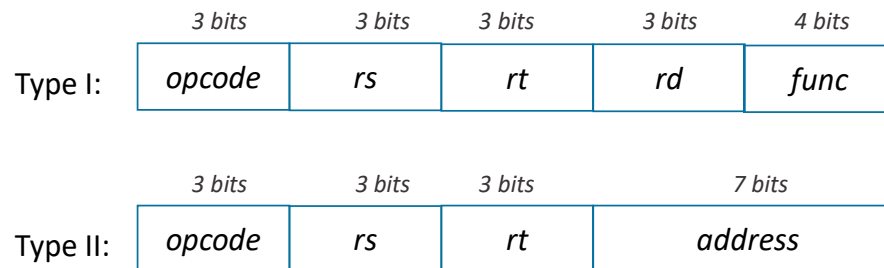 3 bits 3 bits 3 bits 3 bits 4 bits
Type I: opcode rs rt rd func
3 bits 3 bits 3 bits 7 bits
Type II: opcode rs rt address